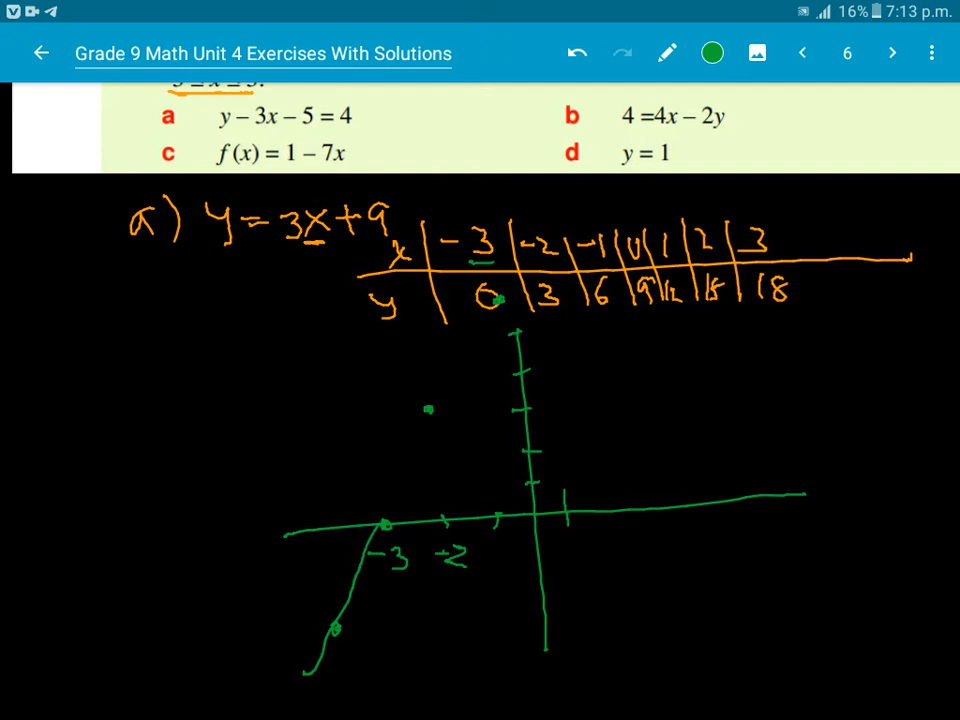 16% 7:13 p.m.
Grade 9 Math Unit 4 Exercises With Solutions 6
a y – 3x – 5 = 4 b 4 =4x – 2y
c f (x) = 1 – 7x d y = 1
a) y = 3x+9
x | -3 | -2 | -1 | 0 | 1 | 2 | 3
y | 0 | 3 | 6 | 9 | 12 | 15 | 18
-3 -2